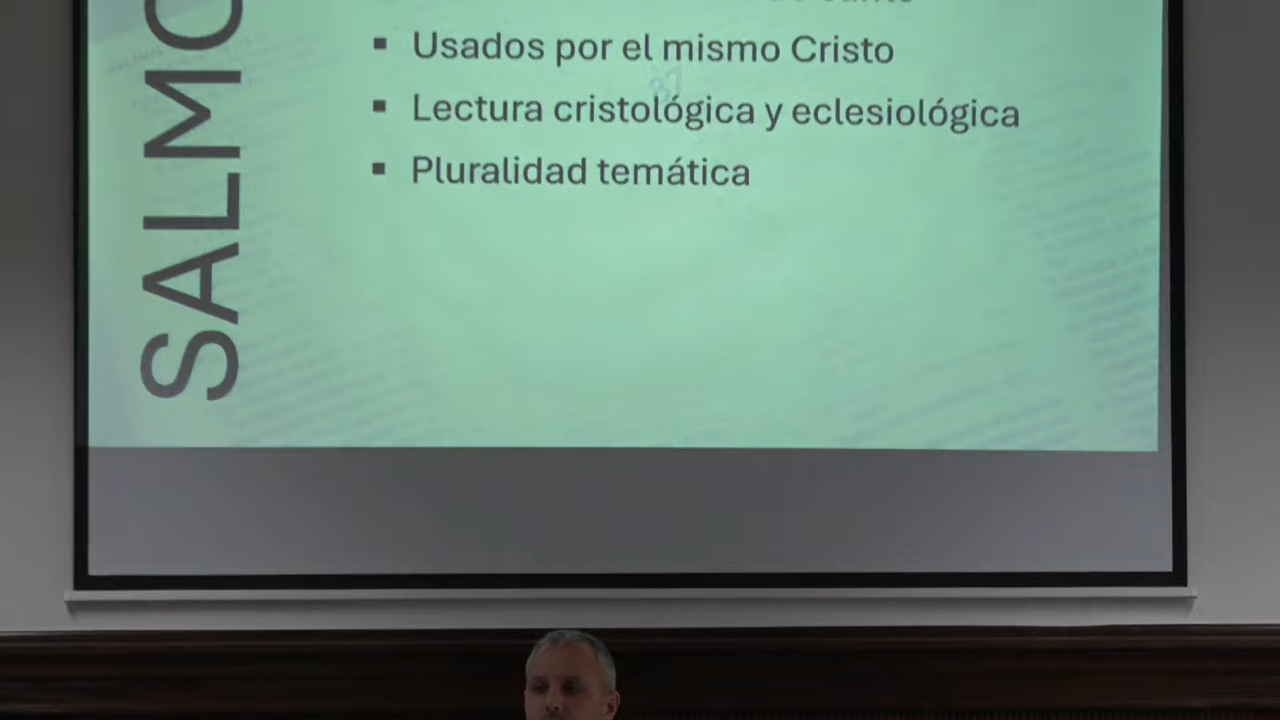 SALMO
Usados por el mismo Cristo
Lectura cristológica y eclesiológica
Pluralidad temática